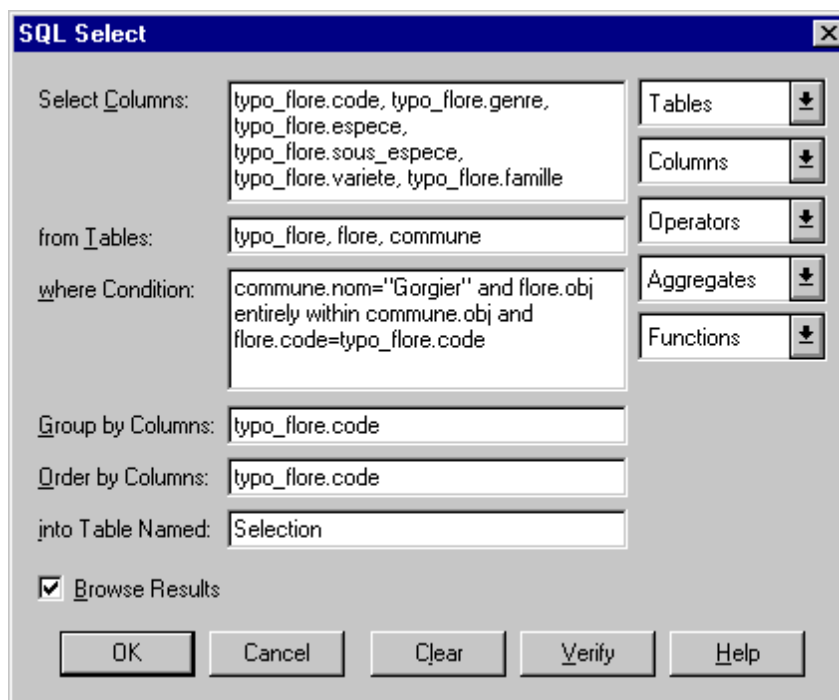 SQL Select
Select Columns:
typo_flore.code, typo_flore.genre,
typo_flore.espece,
typo_flore.sous_espece,
typo_flore.variete, typo_flore.famille
Tables
Columns
from Tables:
typo_flore, flore, commune
Operators
where Condition:
commune.nom="Gorgier" and flore.obj
entirely within commune.obj and
flore.code=typo_flore.code
Aggregates
Functions
Group by Columns:
typo_flore.code
Order by Columns:
typo_flore.code
into Table Named:
Selection
Browse Results
OK
Cancel
Clear
Verify
Help